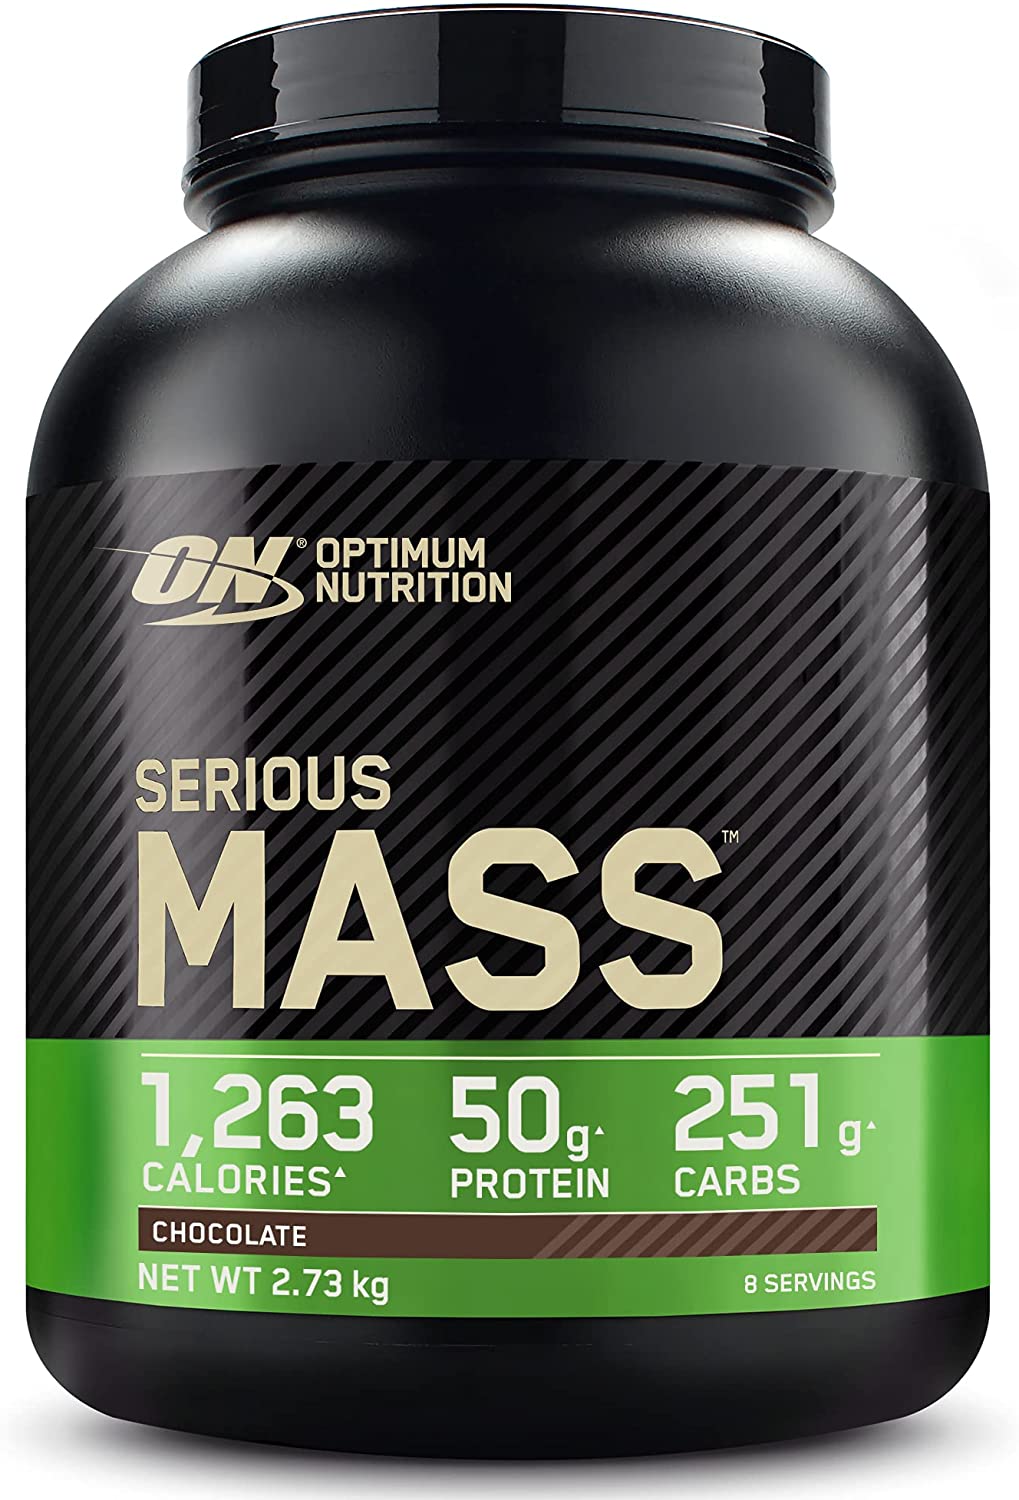 ON® OPTIMUM
NUTRITION
SERIOUS
MASS™
1,263 50g▲ 251g▲
CALORIES▲ PROTEIN CARBS
CHOCOLATE
NET WT 2.73 kg 8 SERVINGS